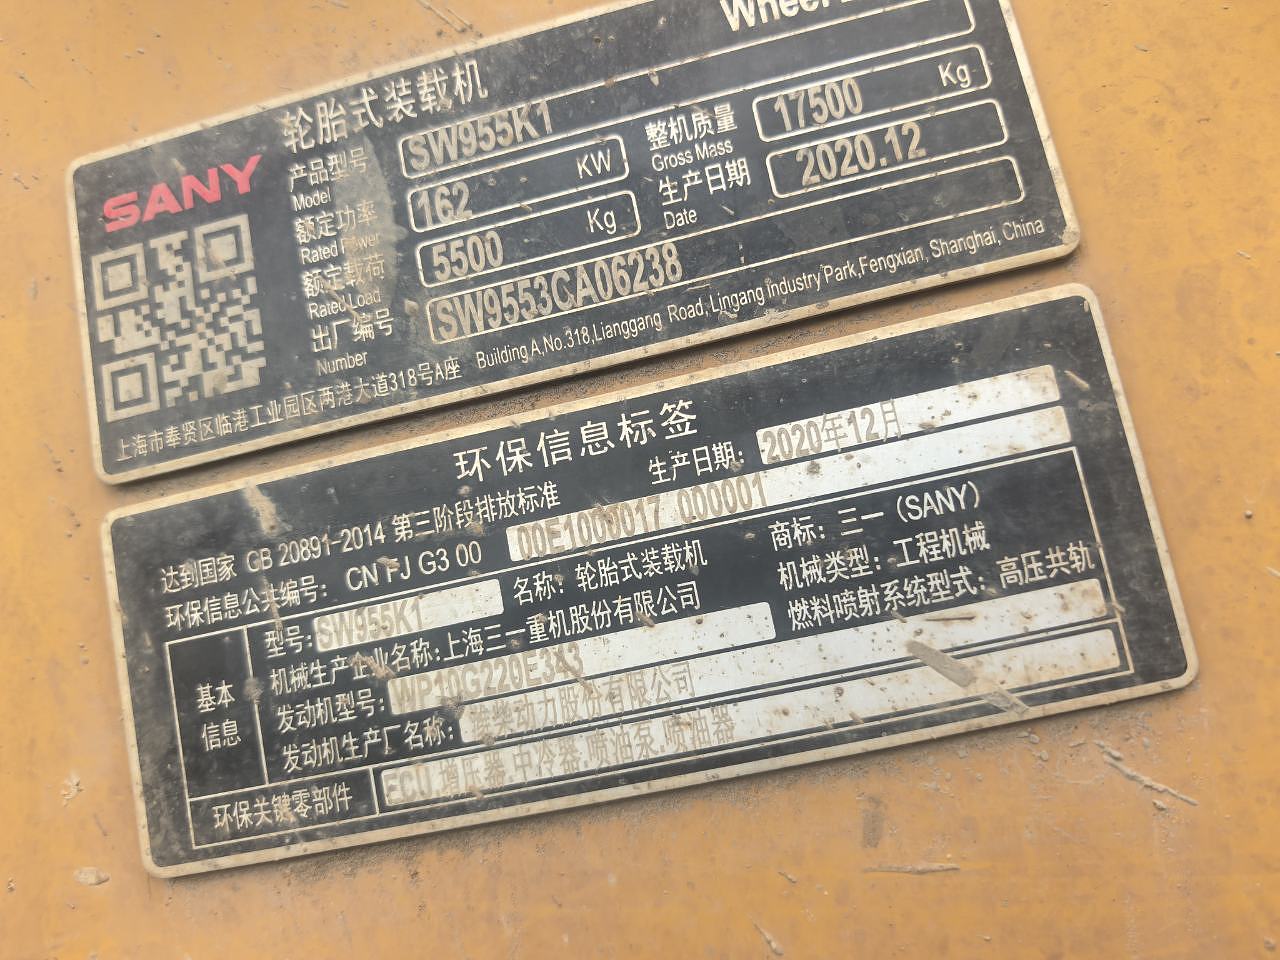 轮胎式装载机 Wheel
SANY
产品型号 SW955K1
Model
额定功率 162 KW 整机质量 17500 Kg
Rated Power Gross Mass
额定载荷 5500 Kg 生产日期 2020.12
Rated Load Date
出厂编号 SW9553CA06238
Number
上海市奉贤区临港工业园区两港大道318号A座 Building A,No.318,Lianggang Road,Lingang Industry Park,Fengxian, Shanghai, China
环保信息标签
达到国家 GB 20891-2014 第三阶段排放标准 生产日期: 2020年12月
环保信息公共编号: CN FJ G3 00 00E1000017 000001
基本信息
型号: SW955K1 名称: 轮胎式装载机 商标: 三一 (SANY)
机械生产企业名称:上海三一重机股份有限公司 机械类型: 工程机械
发动机型号: WP10G220E343 燃料喷射系统型式: 高压共轨
发动机生产厂名称: 潍柴动力股份有限公司
环保关键零部件 ECU.增压器.中冷器.喷油泵.喷油器